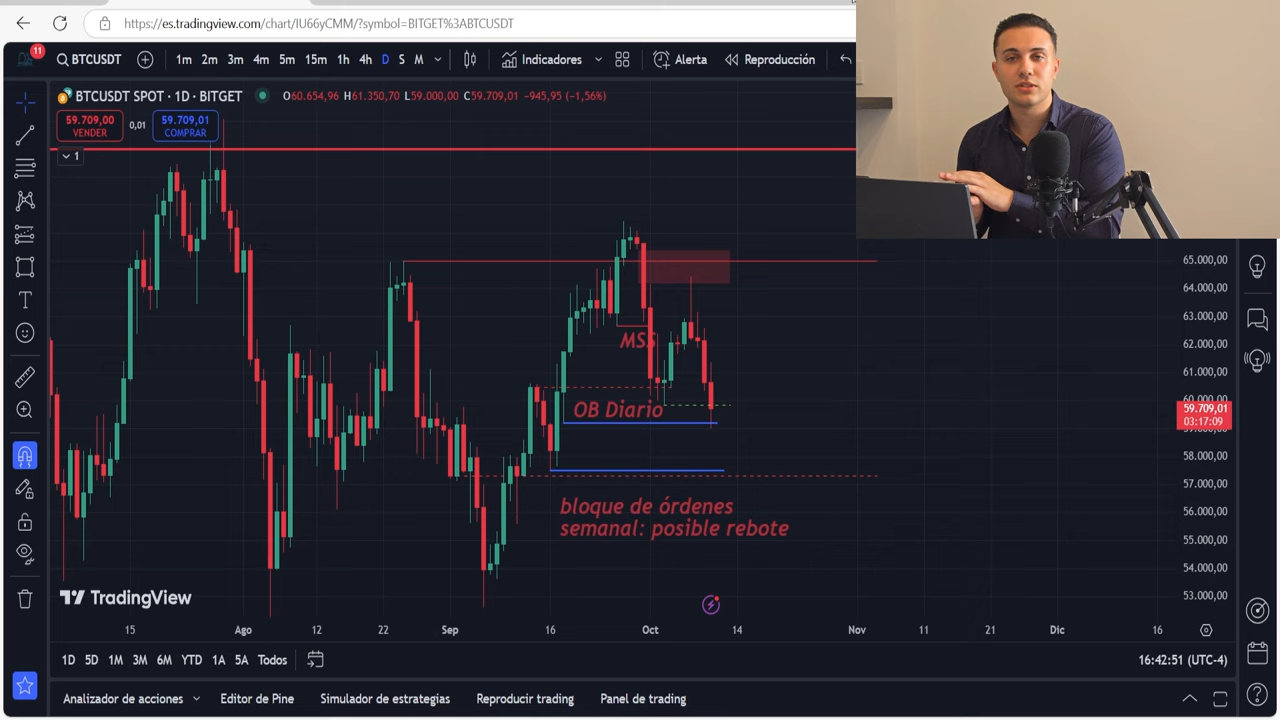 https://es.tradingview.com/chart/IU66yCMM/?symbol=BITGET%3ABTCUSDT
11
BTCUSDT
1m 2m 3m 4m 5m 15m 1h 4h D S M
Indicadores
Alerta
Reproducción
BTCUSDT SPOT · 1D · BITGET
O60.654,96 H61.350,70 L59.000,00 C59.709,01 −945,95 (−1,56%)
59.709,00
VENDER
0,01
59.709,01
COMPRAR
1
65.000,00
64.000,00
63.000,00
MSS
62.000,00
61.000,00
60.000,00
OB Diario
59.709,01
03:17:09
59.000,00
58.000,00
57.000,00
bloque de órdenes
semanal: posible rebote
56.000,00
55.000,00
54.000,00
53.000,00
TradingView
15 Ago 12 22 Sep 16 Oct 14 Nov 11 21 Dic 16
1D 5D 1M 3M 6M YTD 1A 5A Todos
16:42:51 (UTC-4)
Analizador de acciones
Editor de Pine
Simulador de estrategias
Reproducir trading
Panel de trading